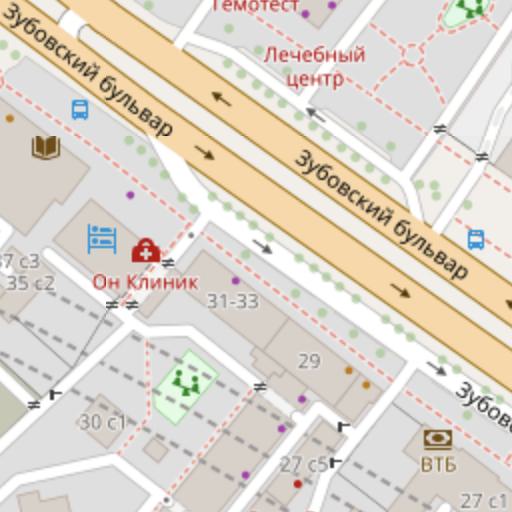 Гемотест
Зубовский бульвар
Лечебный
центр
Зубовский бульвар
37 с3
35 с2
Он Клиник
31-33
29
30 с1
27 с5
ВТБ
27 с1